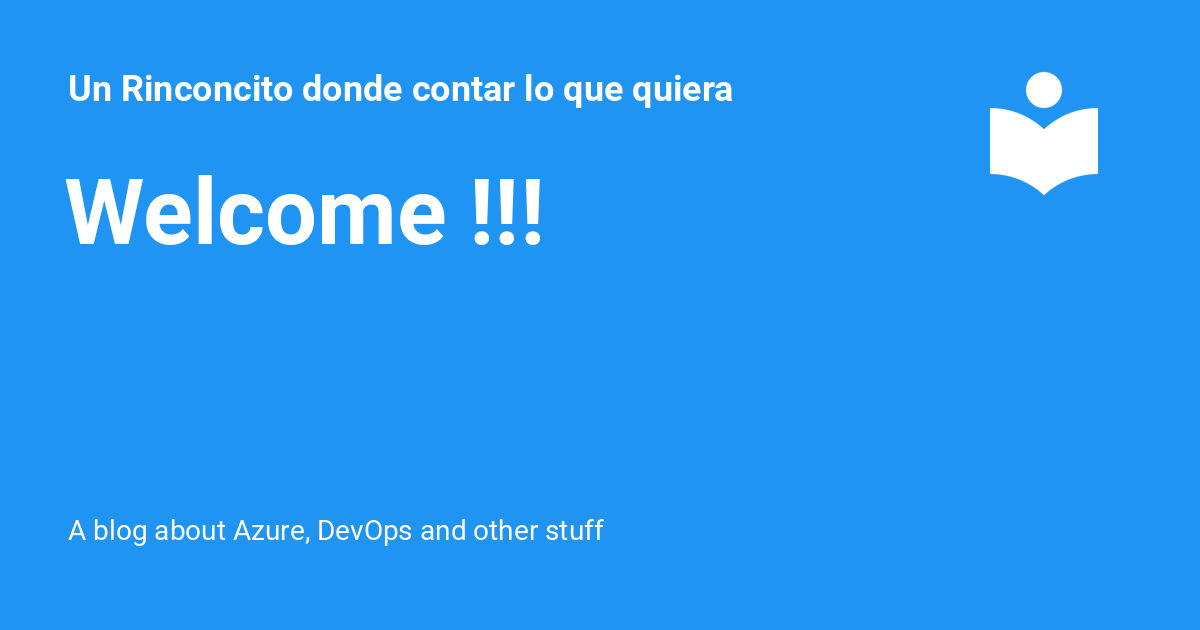 Un Rinconcito donde contar lo que quiera
Welcome !!!
A blog about Azure, DevOps and other stuff